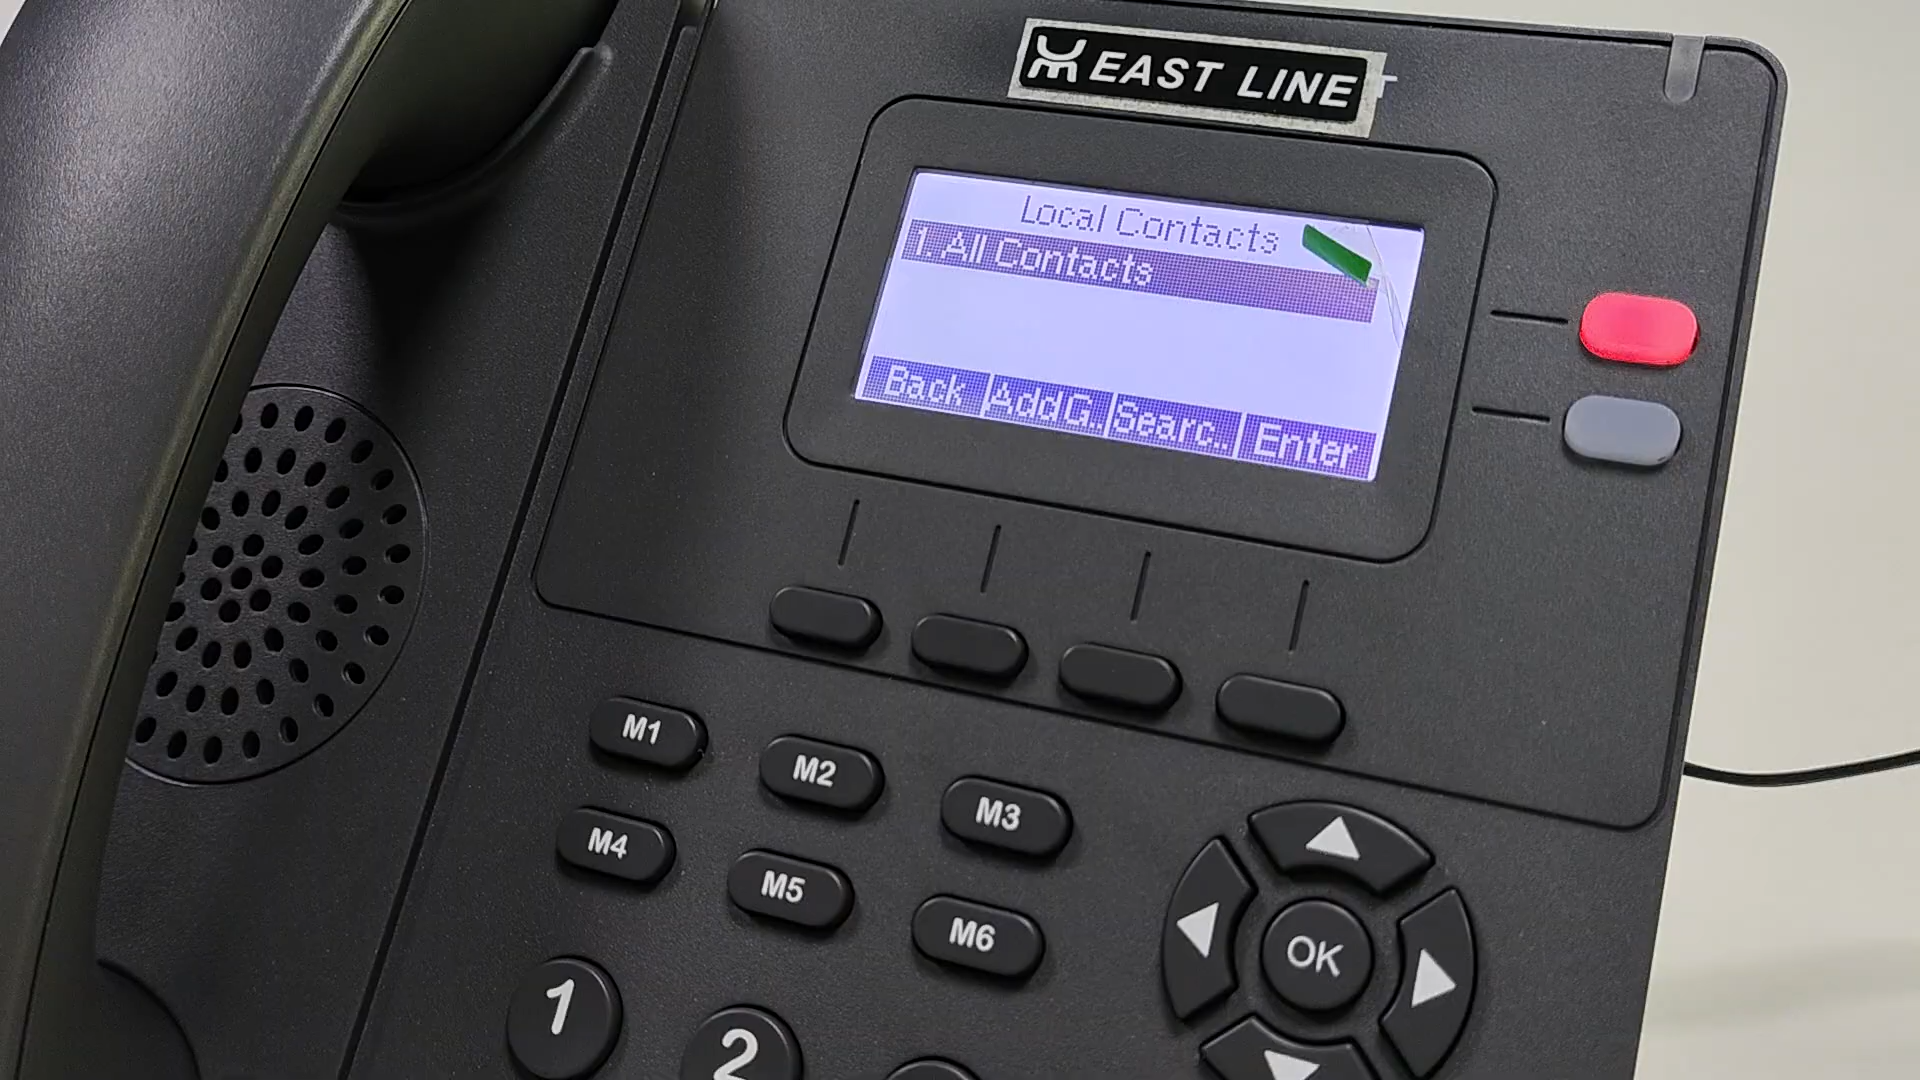 EAST LINE
Local Contacts
1. All Contacts
Back AddG.. Searc.. Enter
M1 M2 M3
M4 M5 M6
OK
1 2